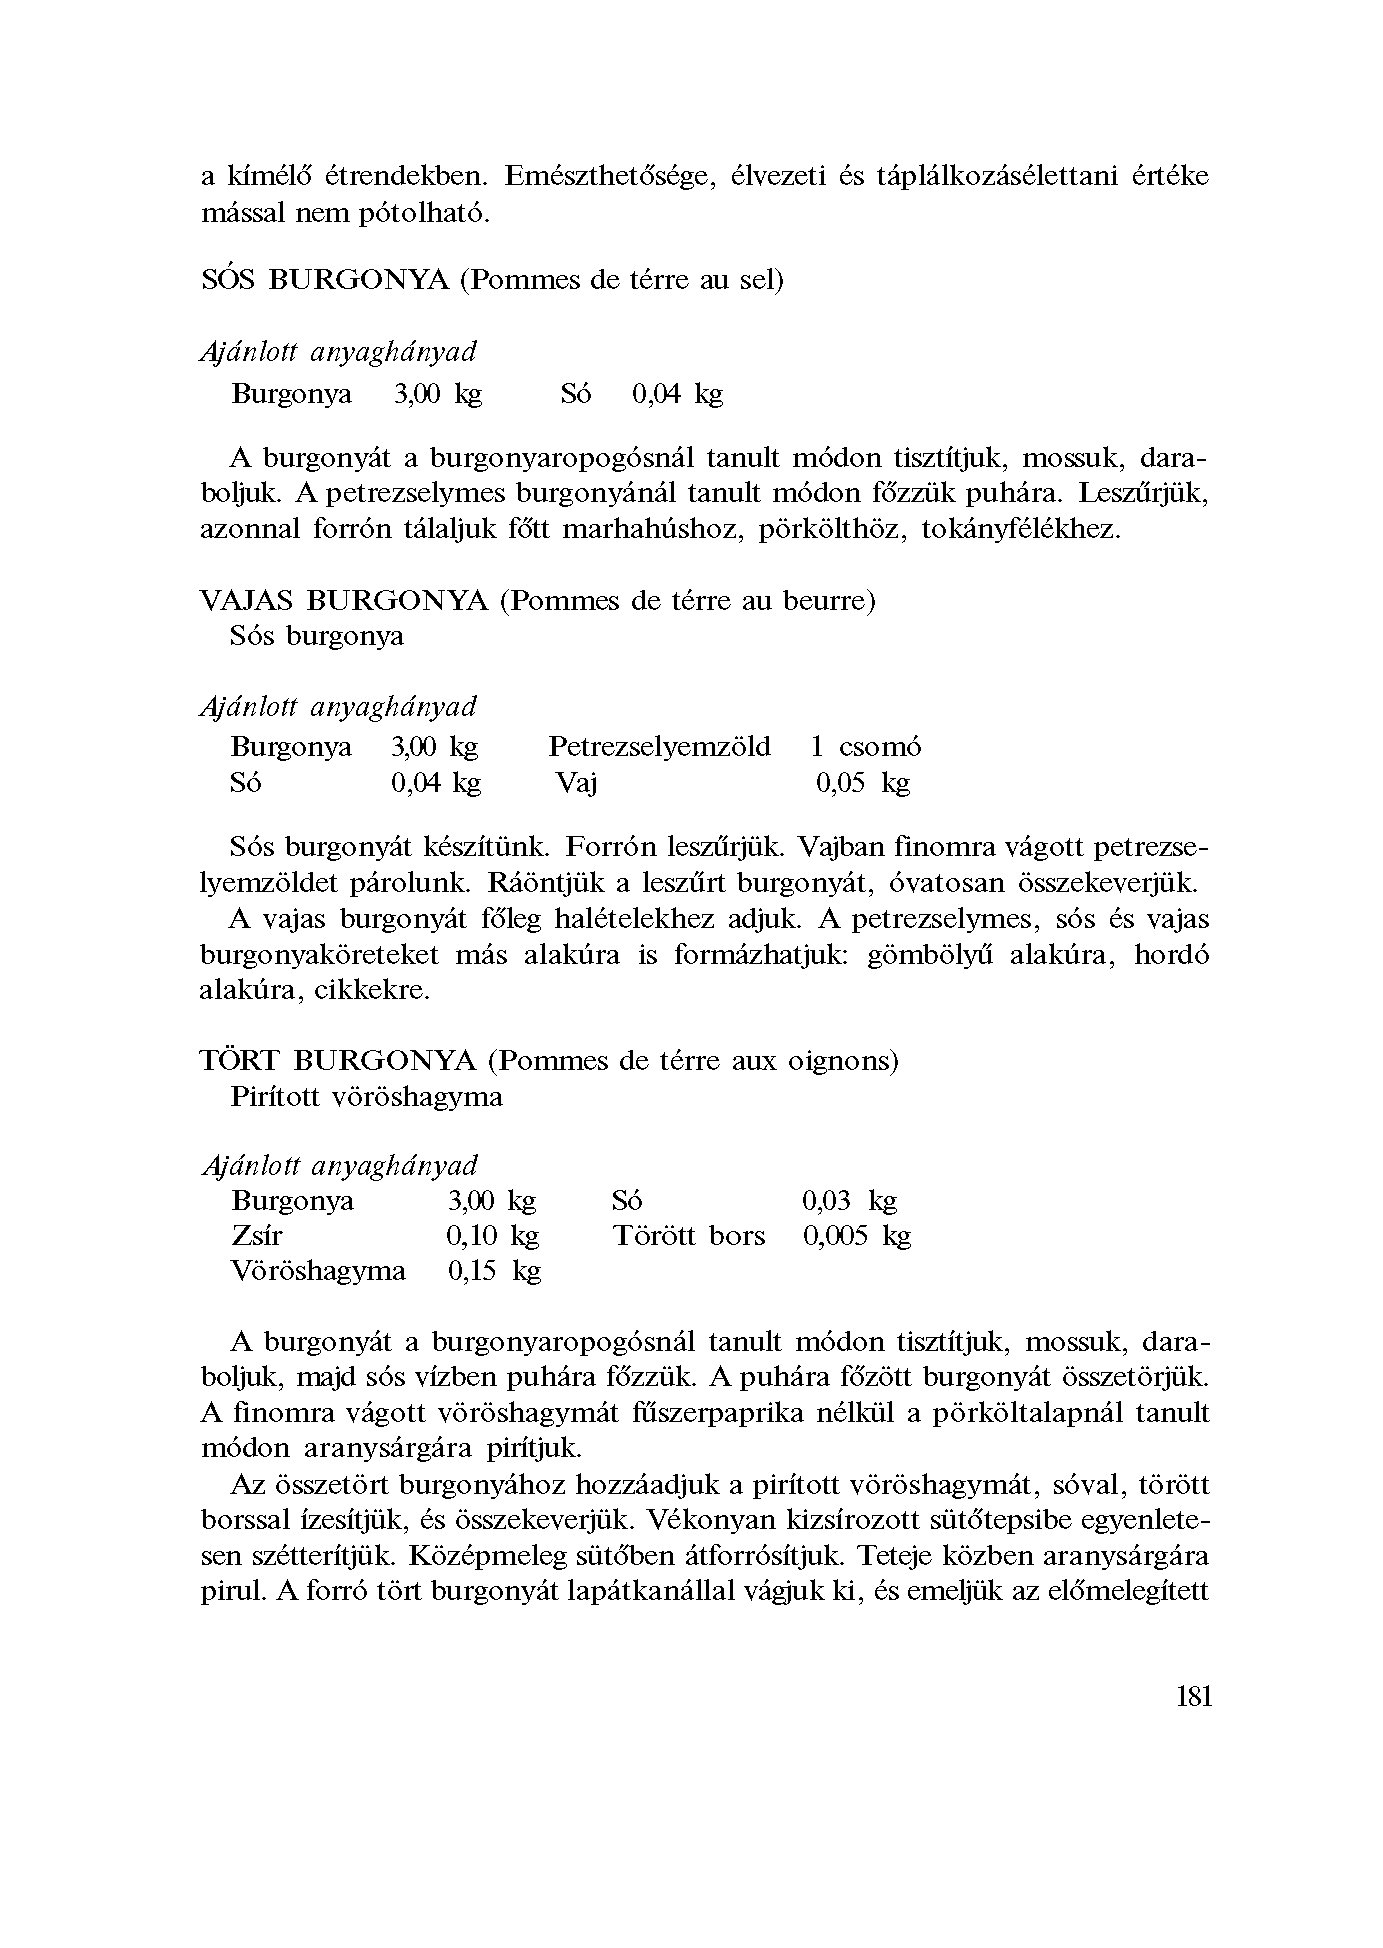 a kímélő étrendekben. Emészthetősége, élvezeti és táplálkozásélettani értéke
mással nem pótolható.
SÓS BURGONYA (Pommes de térre au sel)
Ajánlott anyaghányad
Burgonya 3,00 kg Só 0,04 kg
A burgonyát a burgonyaropogósnál tanult módon tisztítjuk, mossuk, dara-
boljuk. A petrezselymes burgonyánál tanult módon főzzük puhára. Leszűrjük,
azonnal forrón tálaljuk főtt marhahúshoz, pörkölthöz, tokányfélékhez.
VAJAS BURGONYA (Pommes de térre au beurre)
Sós burgonya
Ajánlott anyaghányad
Burgonya 3,00 kg Petrezselyemzöld 1 csomó
Só 0,04 kg Vaj 0,05 kg
Sós burgonyát készítünk. Forrón leszűrjük. Vajban finomra vágott petrezse-
lyemzöldet párolunk. Ráöntjük a leszűrt burgonyát, óvatosan összekeverjük.
A vajas burgonyát főleg halételekhez adjuk. A petrezselymes, sós és vajas
burgonyaköreteket más alakúra is formázhatjuk: gömbölyű alakúra, hordó
alakúra, cikkekre.
TÖRT BURGONYA (Pommes de térre aux oignons)
Pirított vöröshagyma
Ajánlott anyaghányad
Burgonya 3,00 kg Só 0,03 kg
Zsír 0,10 kg Törött bors 0,005 kg
Vöröshagyma 0,15 kg
A burgonyát a burgonyaropogósnál tanult módon tisztítjuk, mossuk, dara-
boljuk, majd sós vízben puhára főzzük. A puhára főzött burgonyát összetörjük.
A finomra vágott vöröshagymát fűszerpaprika nélkül a pörköltalapnál tanult
módon aranysárgára pirítjuk.
Az összetört burgonyához hozzáadjuk a pirított vöröshagymát, sóval, törött
borssal ízesítjük, és összekeverjük. Vékonyan kizsírozott sütőtepsibe egyenlete-
sen szétterítjük. Középmeleg sütőben átforrósítjuk. Teteje közben aranysárgára
pirul. A forró tört burgonyát lapátkanállal vágjuk ki, és emeljük az előmelegített
181